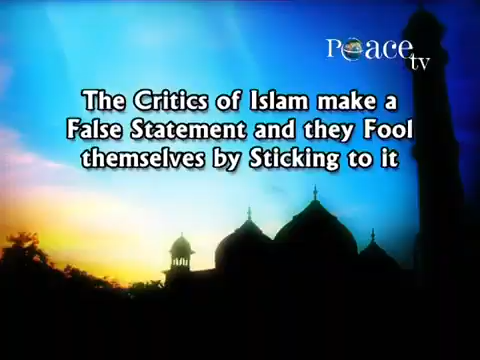 peace
tv
The Critics of Islam make a
False Statement and they Fool
themselves by Sticking to it